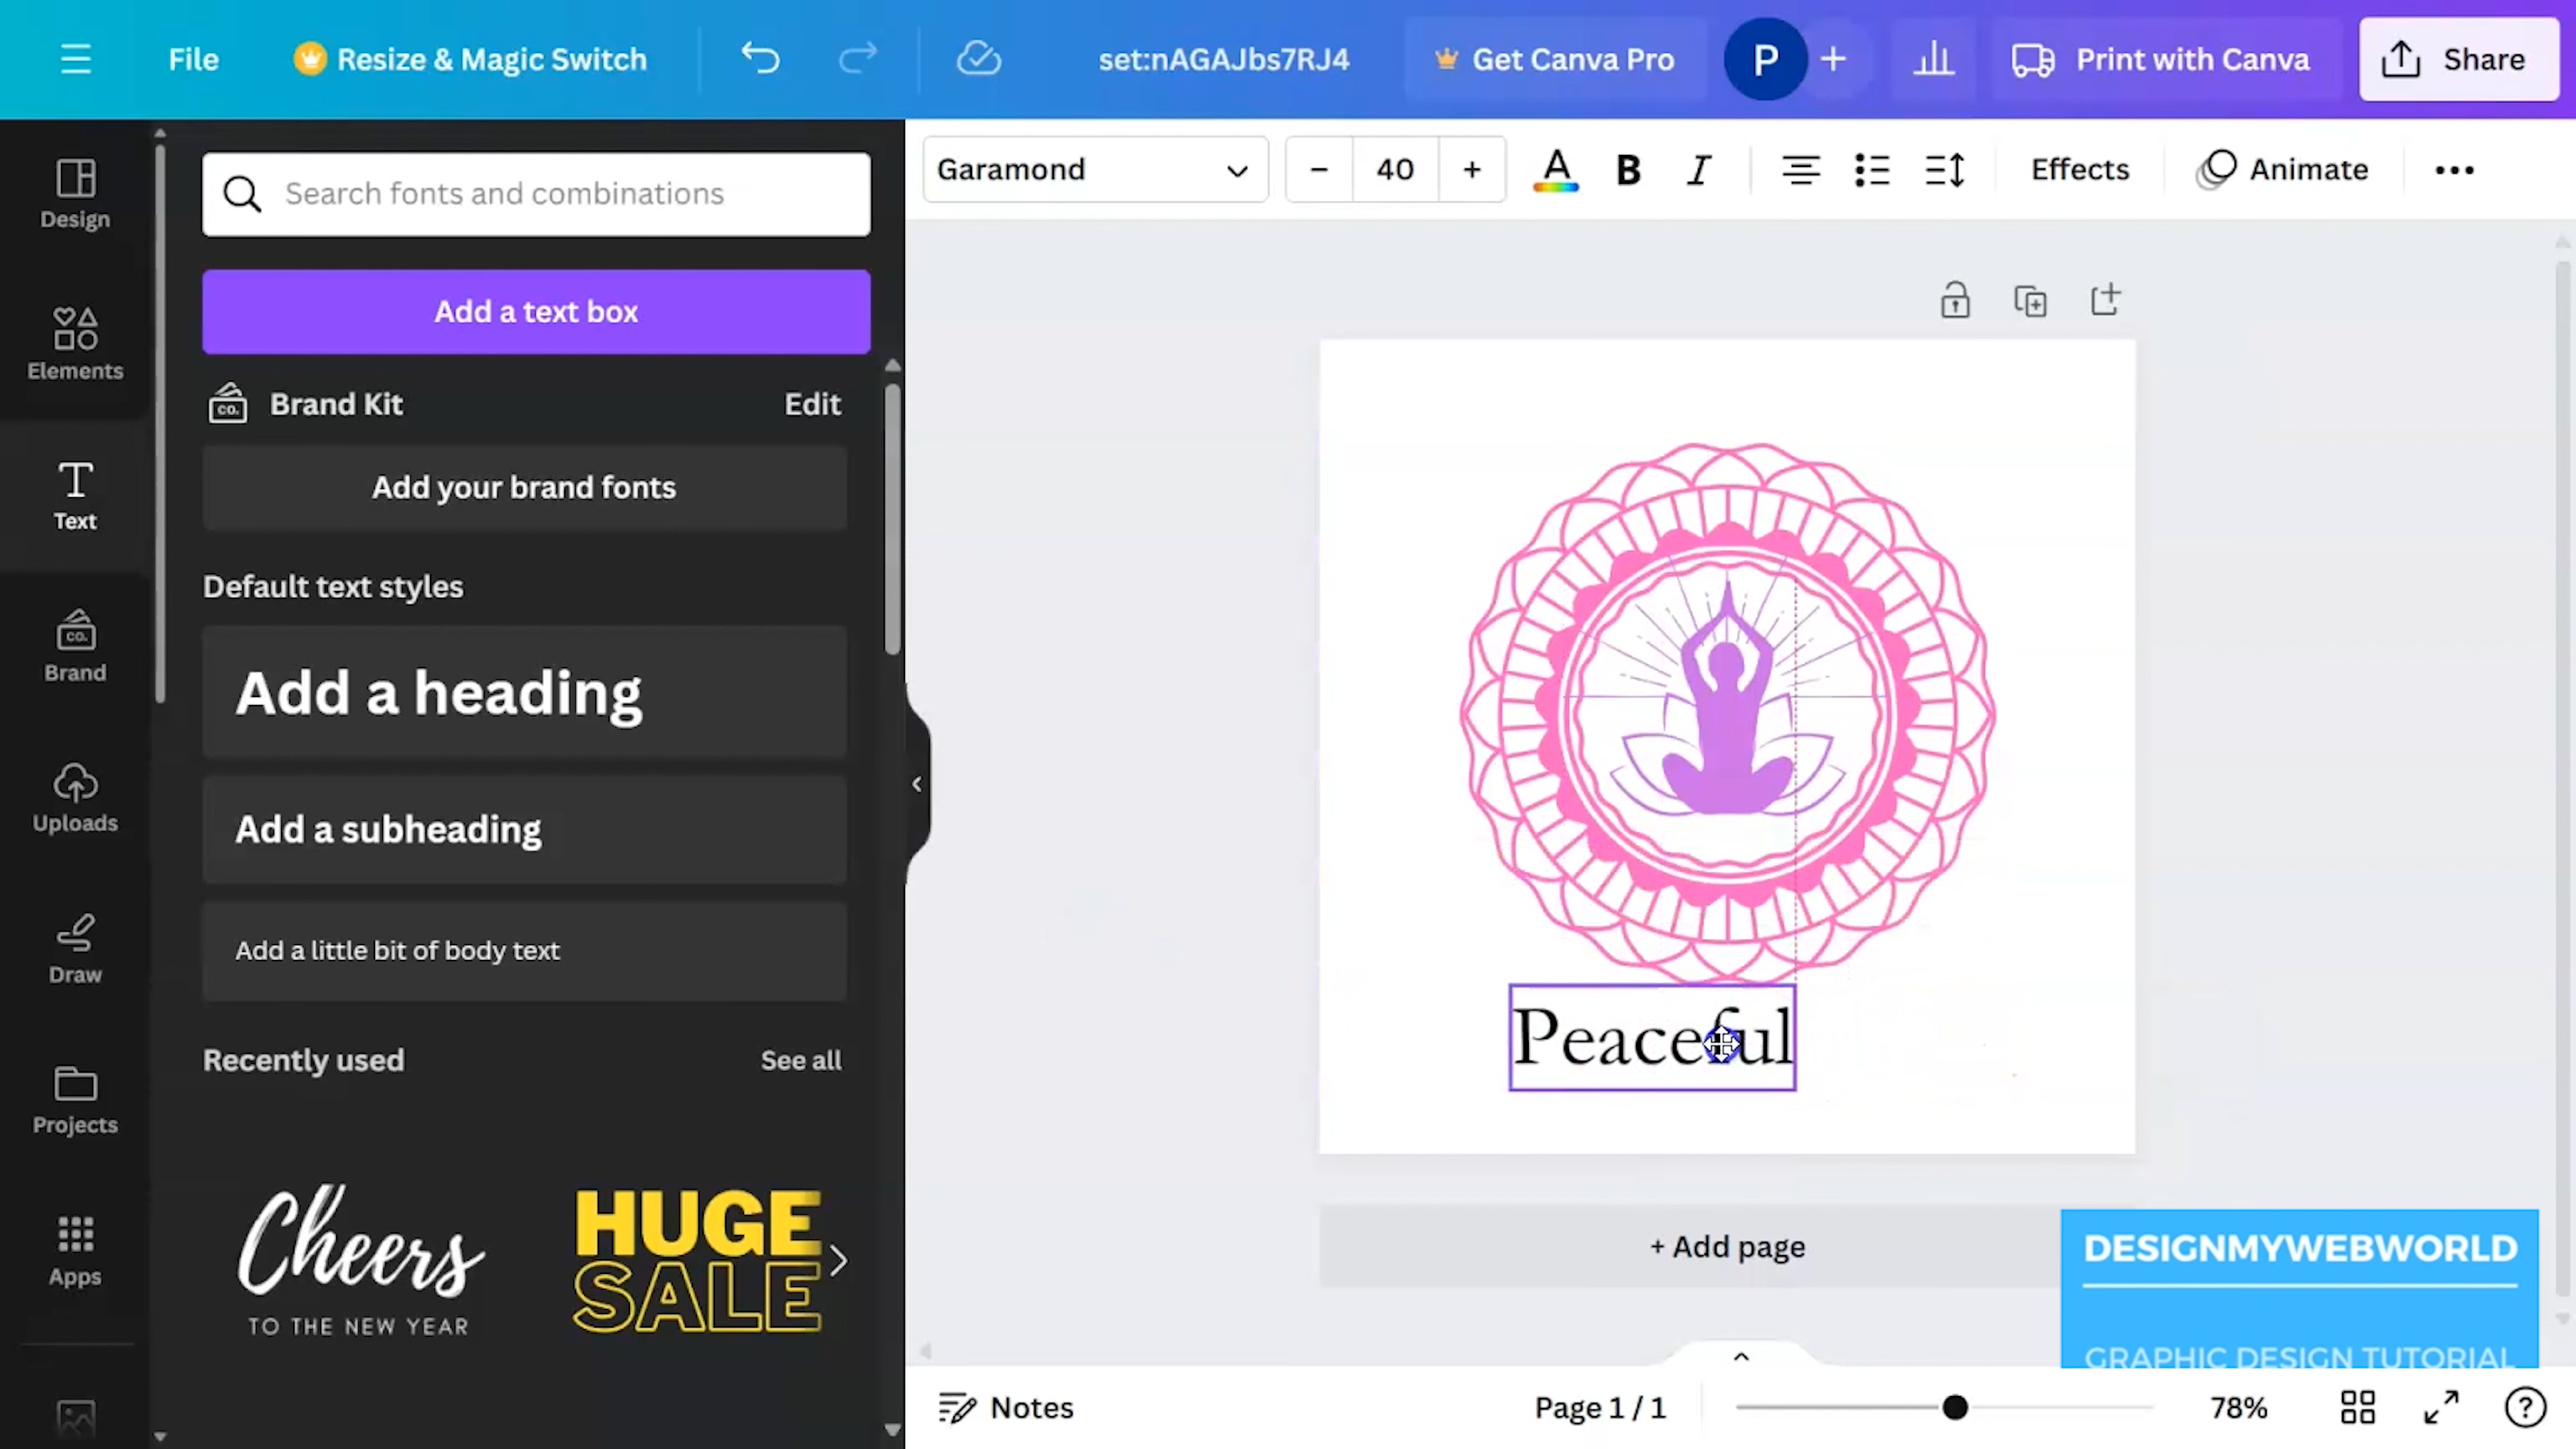 File
Resize & Magic Switch
set:nAGAJbs7RJ4
Get Canva Pro
P
Print with Canva
Share
Design
Elements
Text
Brand
Uploads
Draw
Projects
Apps
Search fonts and combinations
Add a text box
CO.
Brand Kit
Edit
Add your brand fonts
Default text styles
Add a heading
Add a subheading
Add a little bit of body text
Recently used
See all
Cheers
TO THE NEW YEAR
HUGE
SALE
Garamond
40
B
I
Effects
Animate
Peaceful
+ Add page
DESIGNMYWEBWORLD
GRAPHIC DESIGN TUTORIAL
Notes
Page 1 / 1
78%